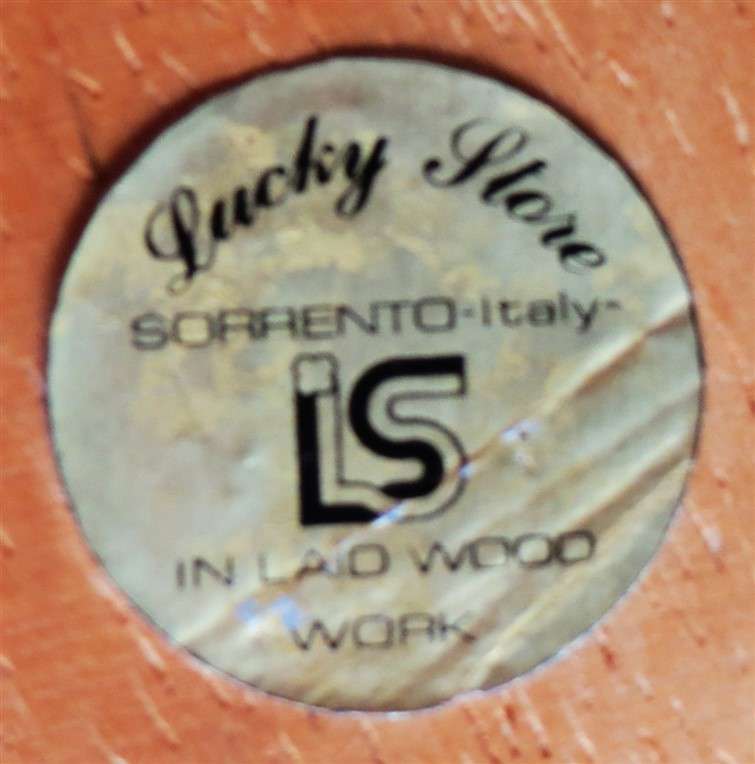 Lucky Store
SORRENTO-Italy-
LS
IN LAID WOOD
WORK